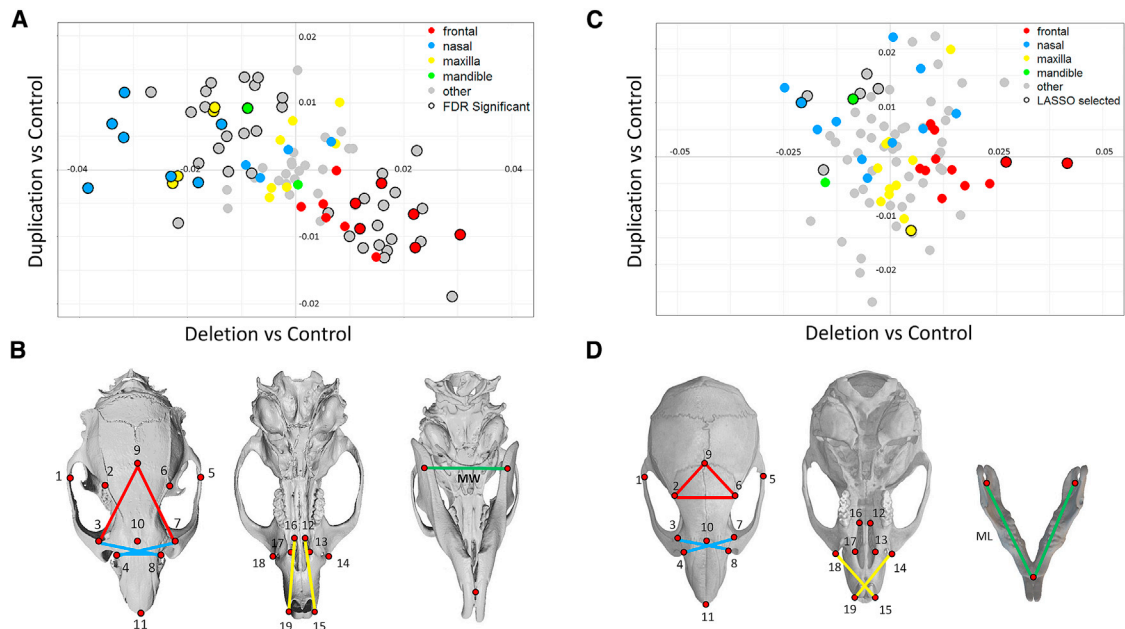 A
frontal
nasal
maxilla
mandible
other
FDR Significant
0.02
0.01
-0.01
-0.02
-0.04
-0.02
0.02
0.04
Duplication vs Control
Deletion vs Control
C
frontal
nasal
maxilla
mandible
other
LASSO selected
0.02
0.01
-0.01
-0.02
-0.05
-0.025
0.025
0.05
Duplication vs Control
Deletion vs Control
B
1
2
3
4
5
6
7
8
9
10
11
12
13
14
15
16
17
18
19
MW
D
1
2
3
4
5
6
7
8
9
10
11
12
13
14
15
16
17
18
19
ML